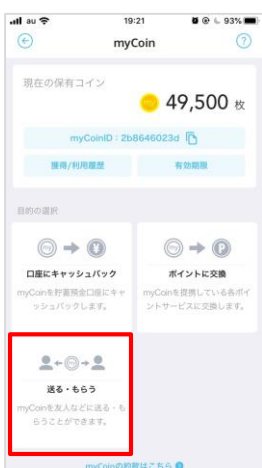 au 19:21 93%
myCoin
?
現在の保有コイン
49,500 枚
myCoinID：2b8646023d
獲得/利用履歴
有効期限
目的の選択
口座にキャッシュバック
myCoinを貯蓄預金口座にキャ
ッシュバックします。
ポイントに交換
myCoinを提携している各ポイ
ントサービスに交換します。
送る・もらう
myCoinを友人などに送る・も
らうことができます。
myCoinの約款はこちら